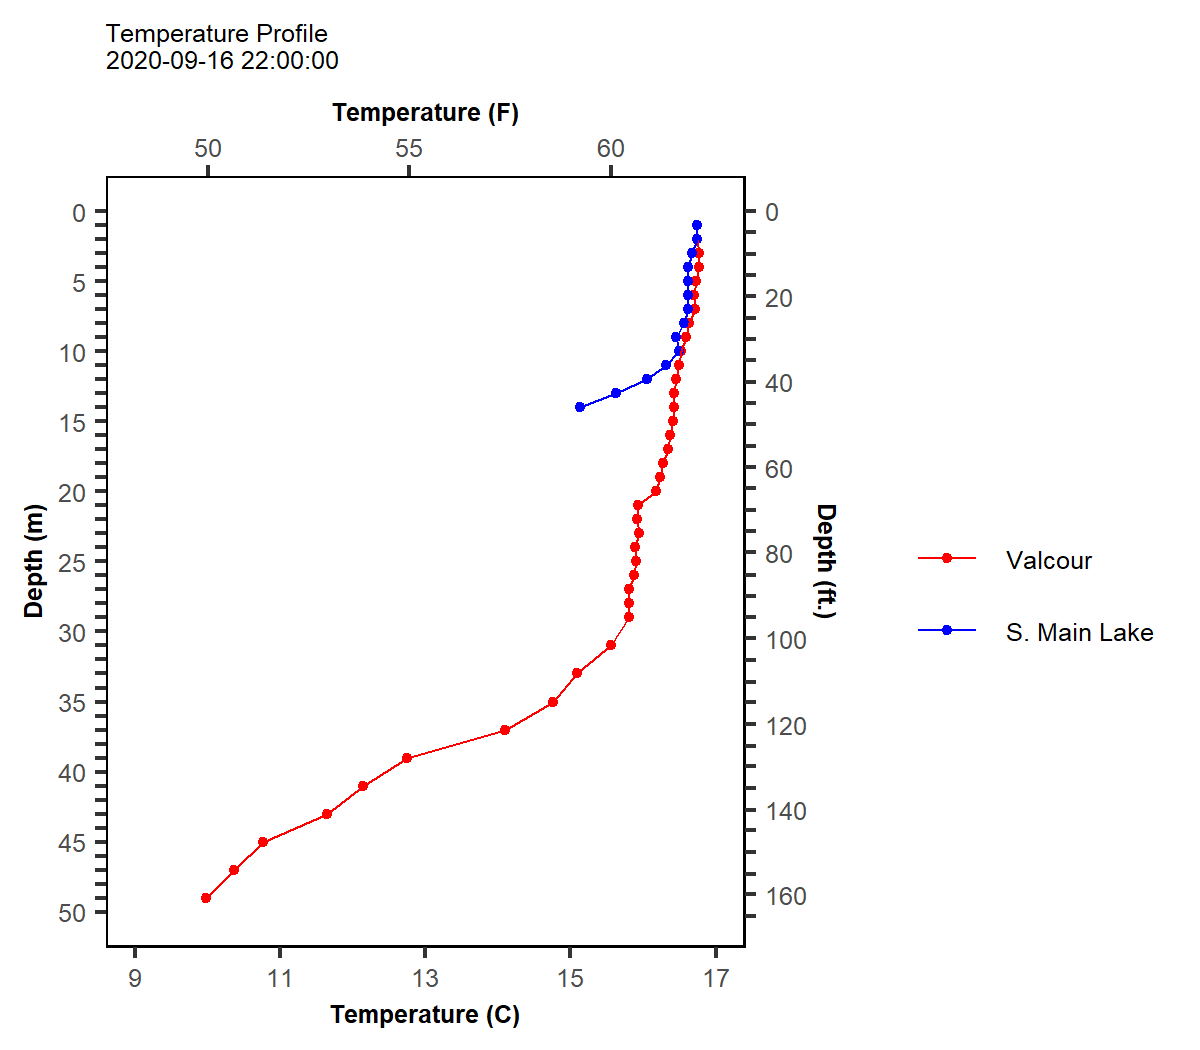 Temperature Profile
2020-09-16 22:00:00
Temperature (F)
50 55 60
0 0
5
20
10
40
15
60
20
Depth (m)
Depth (ft.)
80
25
Valcour
30
100
S. Main Lake
35
120
40
140
45
160
50
9 11 13 15 17
Temperature (C)